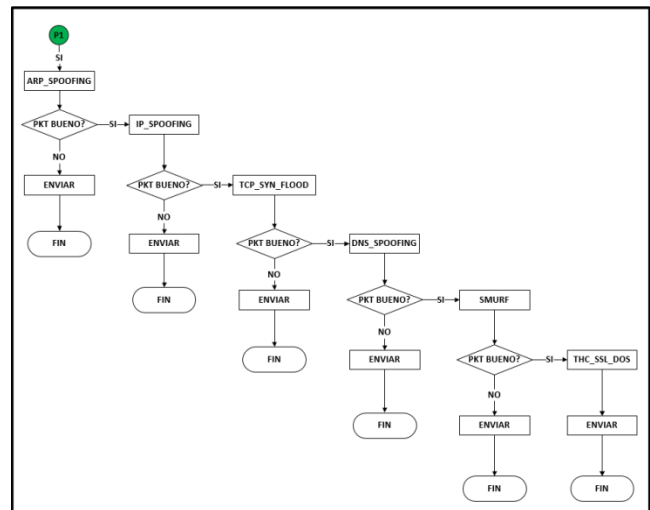 P1
SI
ARP_SPOOFING
PKT BUENO?
SI
IP_SPOOFING
NO
ENVIAR
FIN
PKT BUENO?
SI
TCP_SYN_FLOOD
NO
ENVIAR
FIN
PKT BUENO?
SI
DNS_SPOOFING
NO
ENVIAR
FIN
PKT BUENO?
SI
SMURF
NO
ENVIAR
FIN
PKT BUENO?
SI
THC_SSL_DOS
NO
ENVIAR
ENVIAR
FIN
FIN